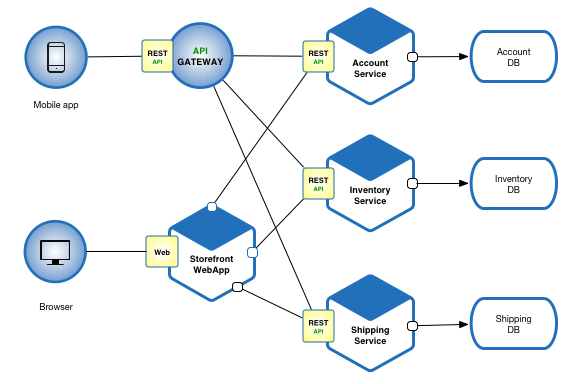 Mobile app
REST
API
API
GATEWAY
REST
API
Account
Service
Account
DB
REST
API
Inventory
Service
Inventory
DB
Browser
Web
Storefront
WebApp
REST
API
Shipping
Service
Shipping
DB